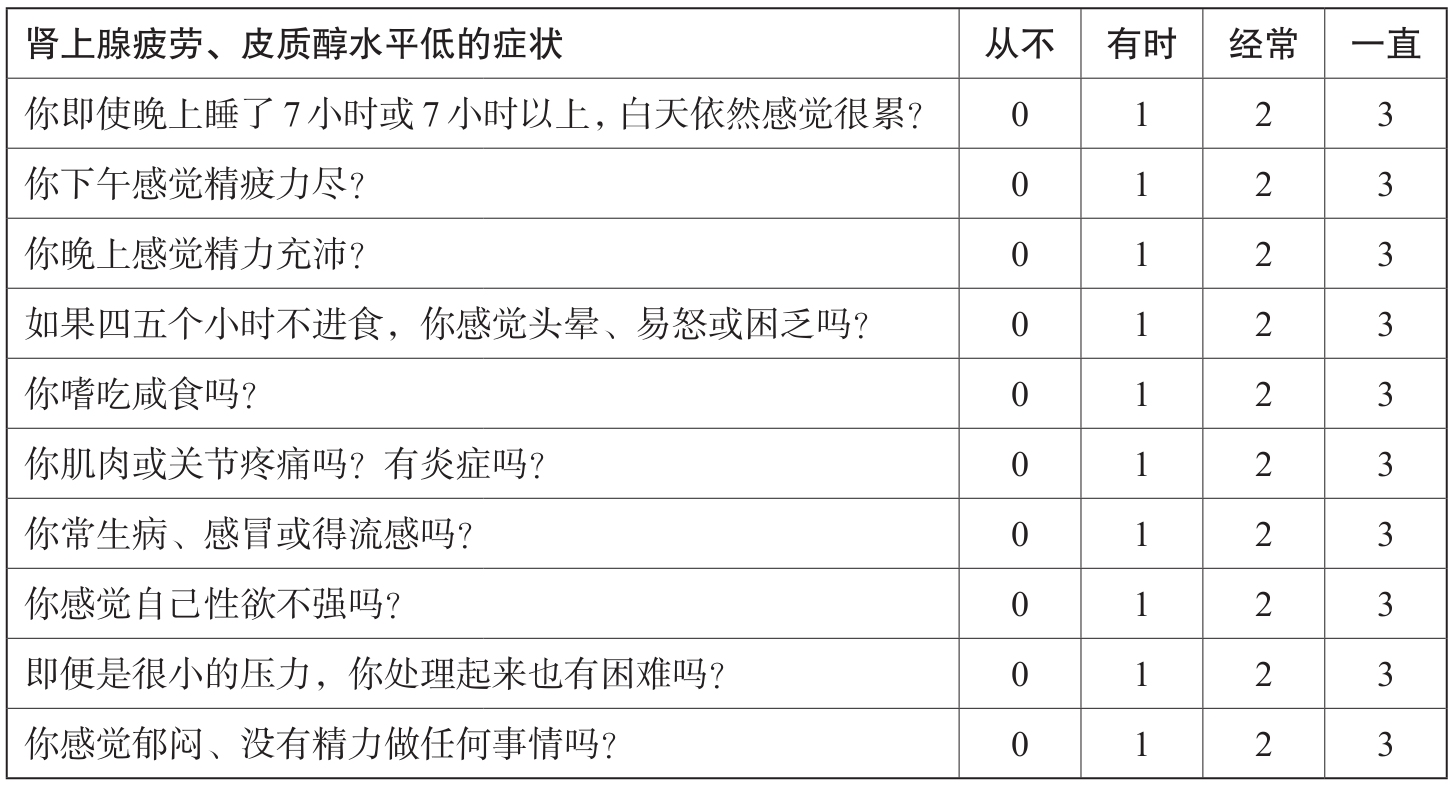 肾上腺疲劳、皮质醇水平低的症状 从不 有时 经常 一直
你即使晚上睡了7小时或7小时以上，白天依然感觉很累？ 0 1 2 3
你下午感觉精疲力尽？ 0 1 2 3
你晚上感觉精力充沛？ 0 1 2 3
如果四五个小时不进食，你感觉头晕、易怒或困乏吗？ 0 1 2 3
你嗜吃咸食吗？ 0 1 2 3
你肌肉或关节疼痛吗？有炎症吗？ 0 1 2 3
你常生病、感冒或得流感吗？ 0 1 2 3
你感觉自己性欲不强吗？ 0 1 2 3
即便是很小的压力，你处理起来也有困难吗？ 0 1 2 3
你感觉郁闷、没有精力做任何事情吗？ 0 1 2 3